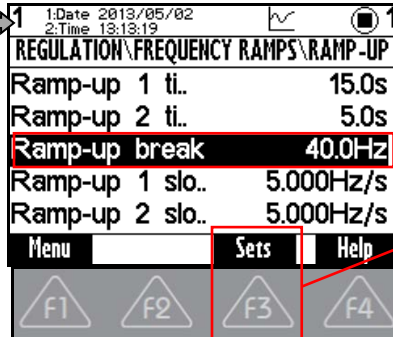 1 1:Date 2013/05/02 1
2:Time 13:13:19
REGULATION\FREQUENCY RAMPS\RAMP-UP
Ramp-up 1 ti.. 15.0s
Ramp-up 2 ti.. 5.0s
Ramp-up break 40.0Hz
Ramp-up 1 slo.. 5.000Hz/s
Ramp-up 2 slo.. 5.000Hz/s
Menu Sets Help
F1 F2 F3 F4